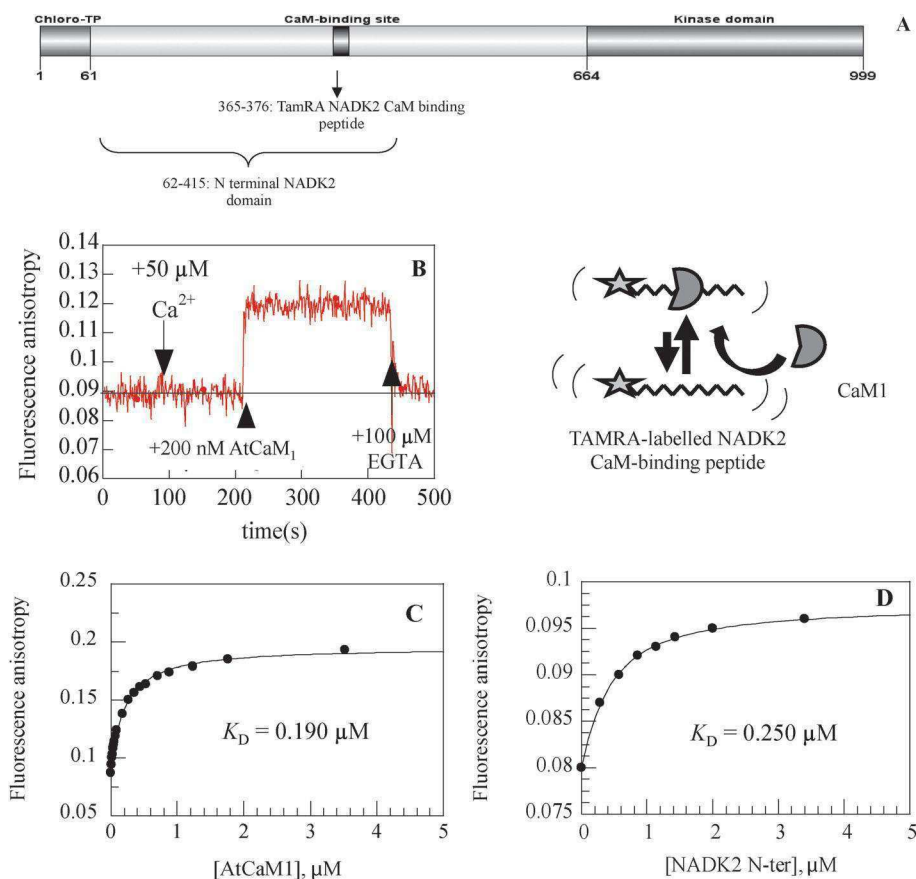 Chloro-TP CaM-binding site Kinase domain A
1 61 664 999
365-376: TamRA NADK2 CaM binding
peptide
62-415: N terminal NADK2
domain
B
Fluorescence anisotropy
0.14
0.13
0.12
0.11
0.1
0.09
0.08
0.07
0.06
+50 µM
Ca2+
+200 nM AtCaM1
+100 µM
EGTA
0 100 200 300 400 500
time(s)
CaM1
TAMRA-labelled NADK2
CaM-binding peptide
C
Fluorescence anisotropy
0.25
0.2
0.15
0.1
0.05
KD = 0.190 µM
0 1 2 3 4 5
[AtCaM1], µM
D
Fluorescence anisotropy
0.1
0.095
0.09
0.085
0.08
0.075
KD = 0.250 µM
0 1 2 3 4 5
[NADK2 N-ter], µM